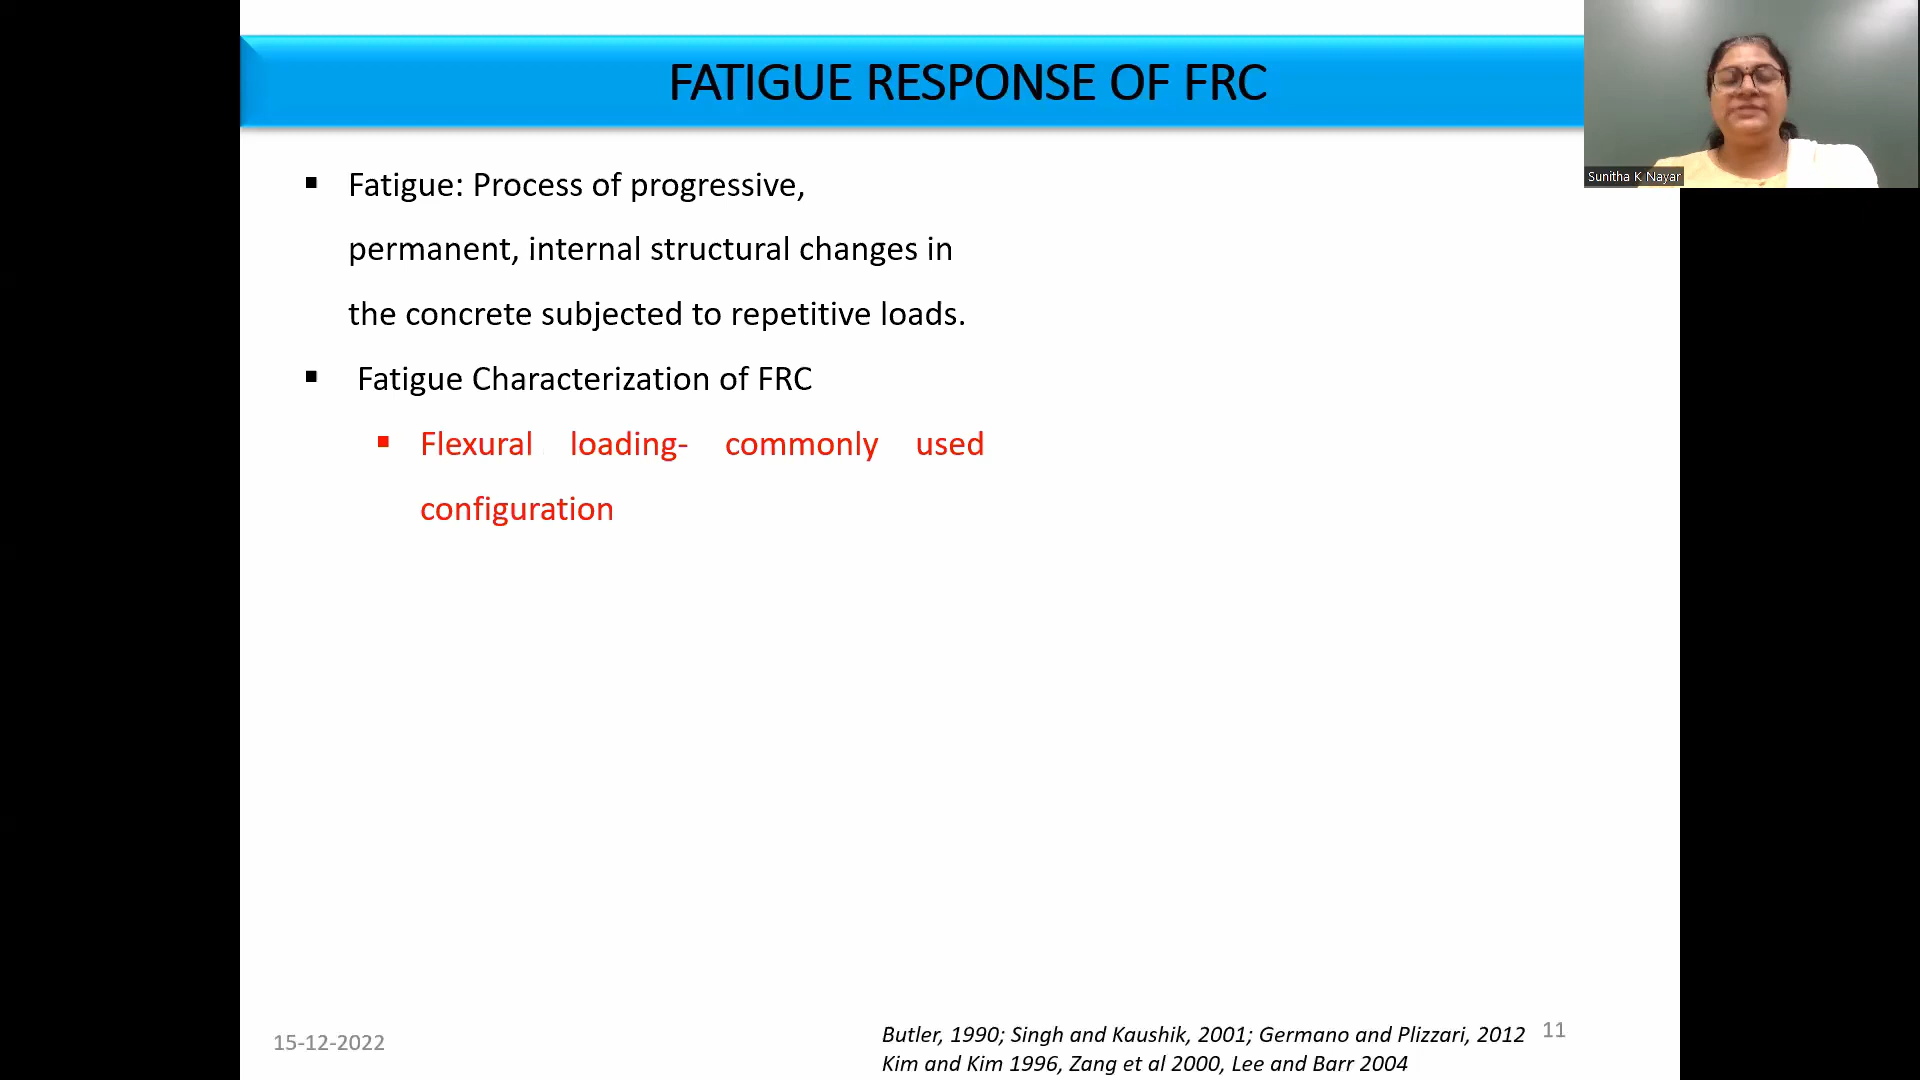 FATIGUE RESPONSE OF FRC
Sunitha K Nayar
▪ Fatigue: Process of progressive,
permanent, internal structural changes in
the concrete subjected to repetitive loads.
▪ Fatigue Characterization of FRC
▪ Flexural loading- commonly used
configuration
15-12-2022
Butler, 1990; Singh and Kaushik, 2001; Germano and Plizzari, 2012
Kim and Kim 1996, Zang et al 2000, Lee and Barr 2004
11